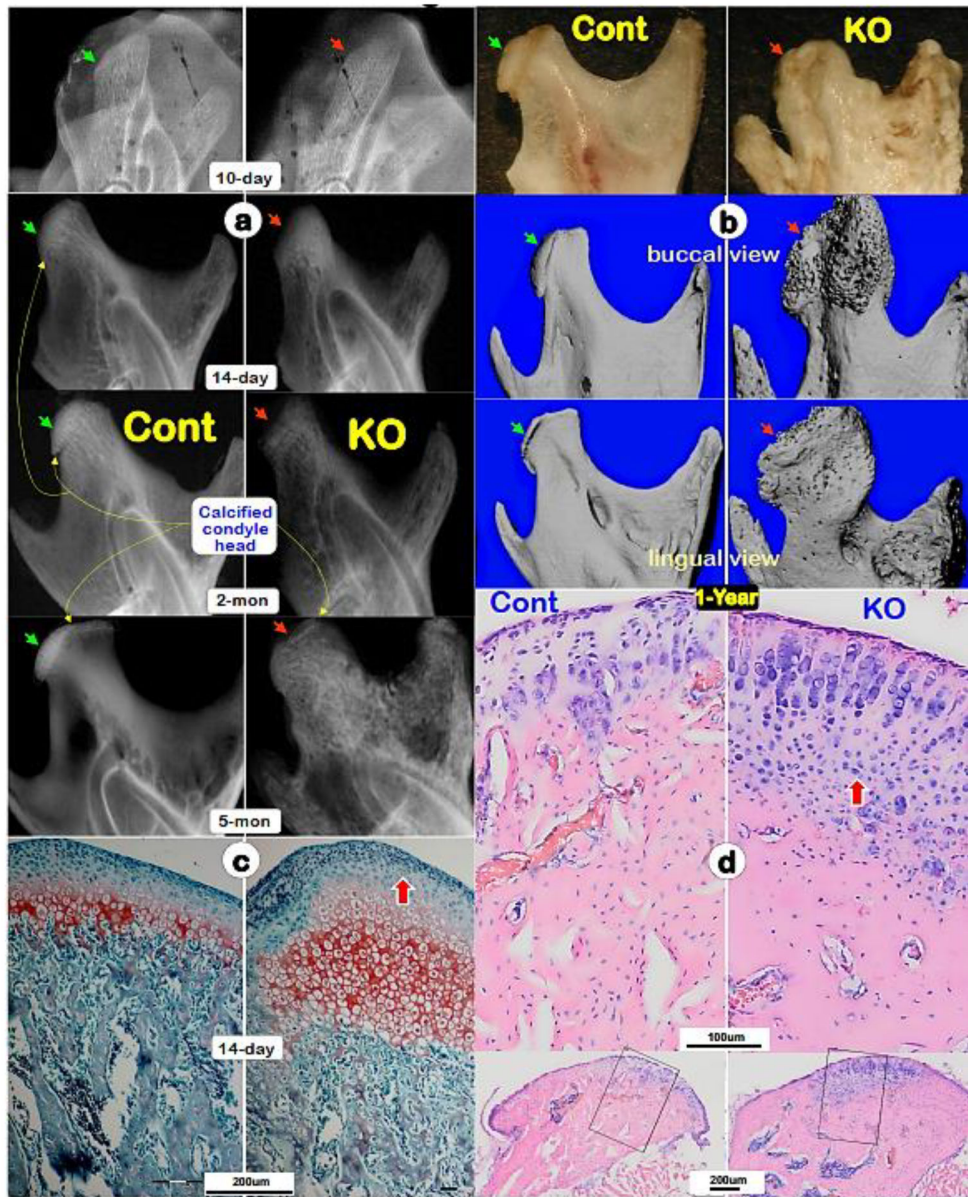 Cont
KO
10-day
a
b
buccal view
14-day
Cont
KO
Calcified
condyle
head
lingual view
2-mon
1-Year
Cont
KO
5-mon
c
d
14-day
100um
200um
200um